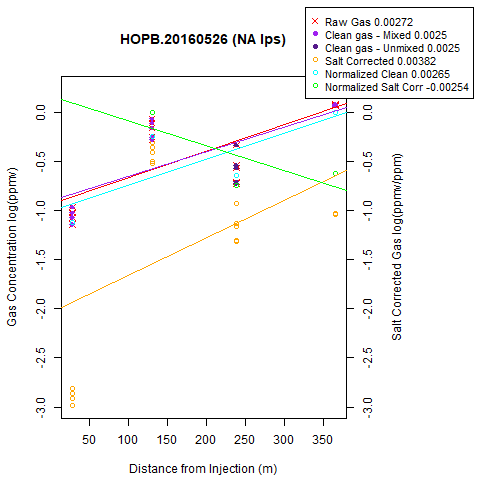 HOPB.20160526 (NA lps)
Raw Gas 0.00272
Clean gas - Mixed 0.0025
Clean gas - Unmixed 0.0025
Salt Corrected 0.00382
Normalized Clean 0.00265
Normalized Salt Corr -0.00254
Gas Concentration log(ppmv)
0.0
-0.5
-1.0
-1.5
-2.0
-2.5
-3.0
0.0
-0.5
-1.0
-1.5
-2.0
-2.5
-3.0
Salt Corrected Gas log(ppmv/ppm)
50 100 150 200 250 300 350
Distance from Injection (m)